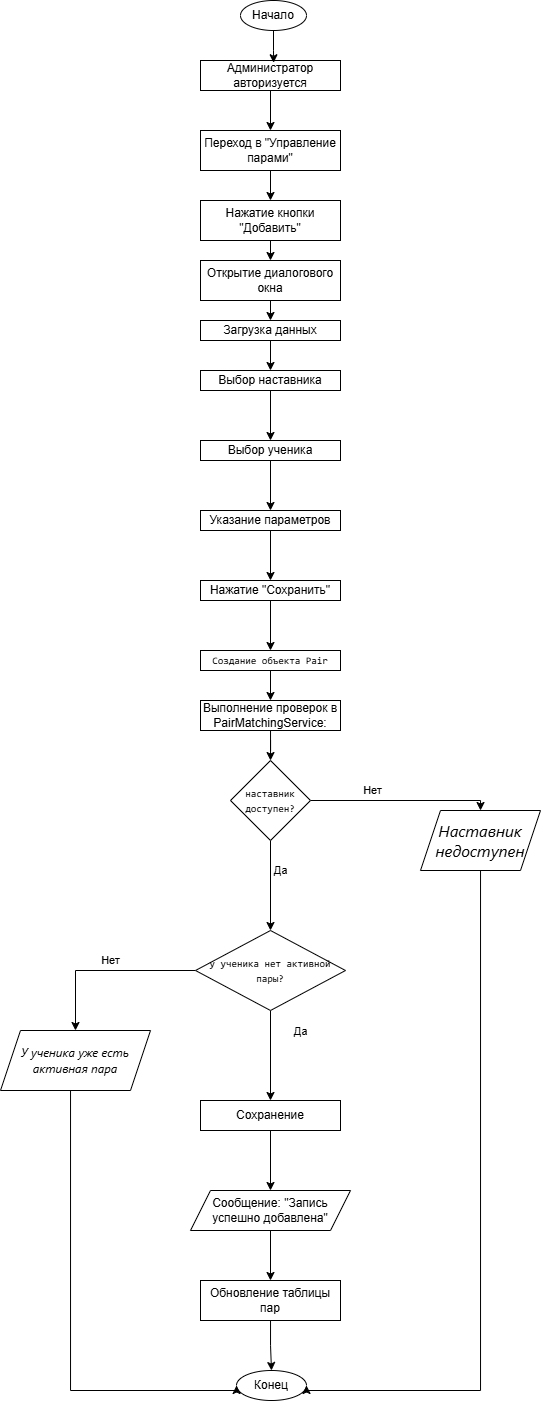 Начало
Администратор
авторизуется
Переход в "Управление
парами"
Нажатие кнопки
"Добавить"
Открытие диалогового
окна
Загрузка данных
Выбор наставника
Выбор ученика
Указание параметров
Нажатие "Сохранить"
Создание объекта Pair
Выполнение проверок в
PairMatchingService:
наставник
доступен?
Нет
Наставник
недоступен
Да
у ученика нет активной
пары?
Нет
У ученика уже есть
активная пара
Да
Сохранение
Сообщение: "Запись
успешно добавлена"
Обновление таблицы
пар
Конец